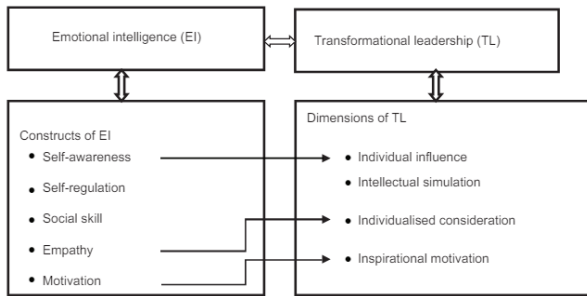 Emotional intelligence (EI)
Transformational leadership (TL)
Constructs of EI
• Self-awareness
• Self-regulation
• Social skill
• Empathy
• Motivation
Dimensions of TL
• Individual influence
• Intellectual simulation
• Individualised consideration
• Inspirational motivation